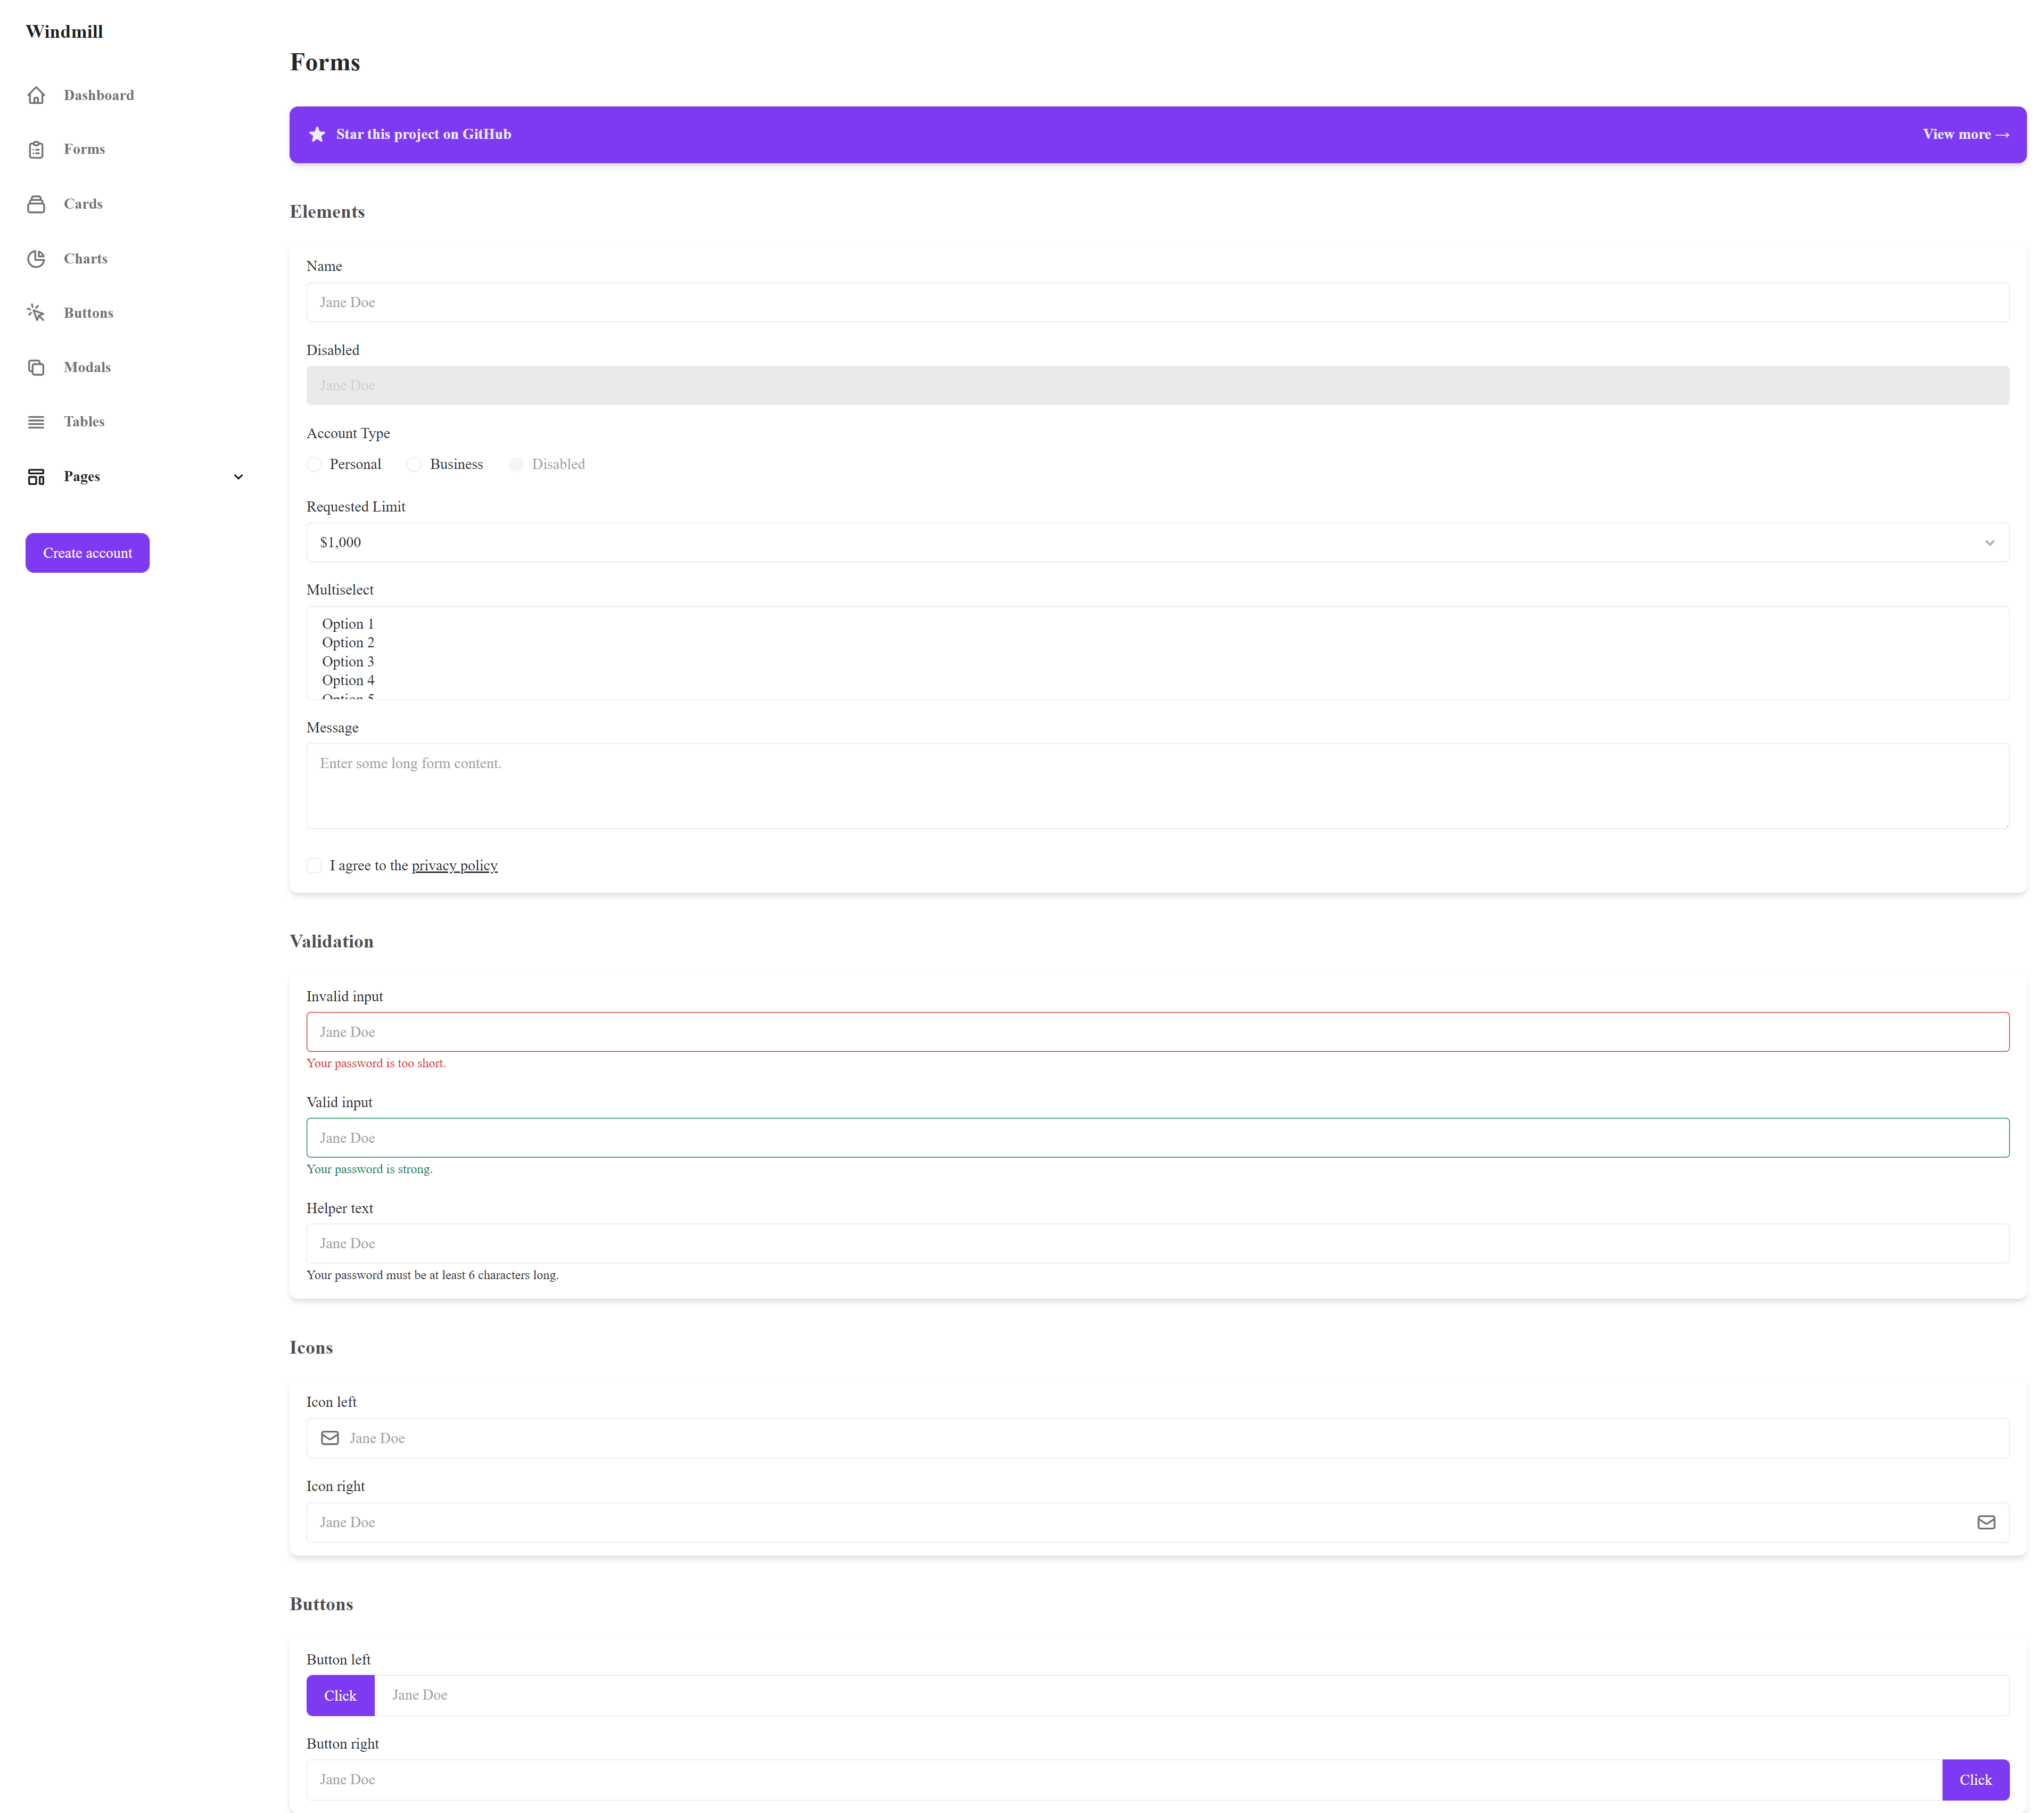 Windmill
Dashboard
Forms
Cards
Charts
Buttons
Modals
Tables
Pages
Create account
Forms
Star this project on GitHub
View more →
Elements
Name
Jane Doe
Disabled
Jane Doe
Account Type
Personal Business Disabled
Requested Limit
$1,000
Multiselect
Option 1
Option 2
Option 3
Option 4
Option 5
Message
Enter some long form content.
I agree to the privacy policy
Validation
Invalid input
Jane Doe
Your password is too short.
Valid input
Jane Doe
Your password is strong.
Helper text
Jane Doe
Your password must be at least 6 characters long.
Icons
Icon left
Jane Doe
Icon right
Jane Doe
Buttons
Button left
Click Jane Doe
Button right
Jane Doe Click